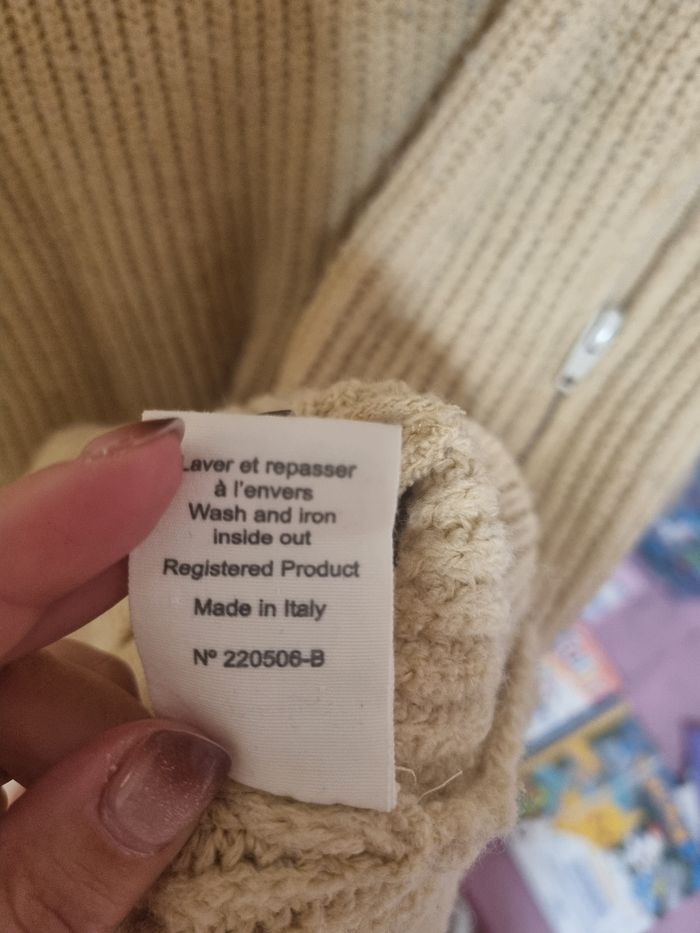 Laver et repasser
à l'envers
Wash and iron
inside out
Registered Product
Made in Italy
Nº 220506-B